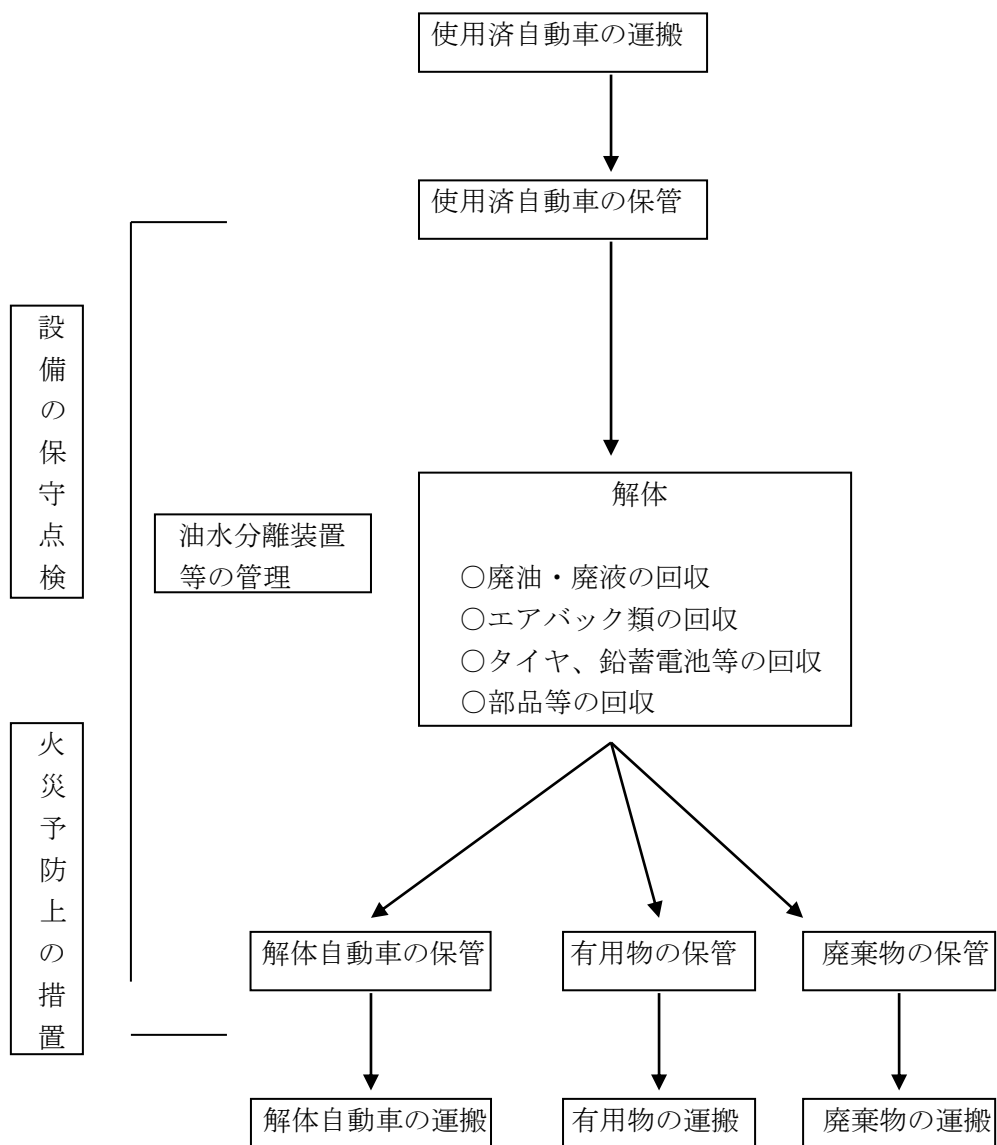 使用済自動車の運搬
使用済自動車の保管
設備の保守点検
油水分離装置
等の管理
解体
○廃油・廃液の回収
○エアバック類の回収
○タイヤ、鉛蓄電池等の回収
○部品等の回収
火災予防上の措置
解体自動車の保管
有用物の保管
廃棄物の保管
解体自動車の運搬
有用物の運搬
廃棄物の運搬